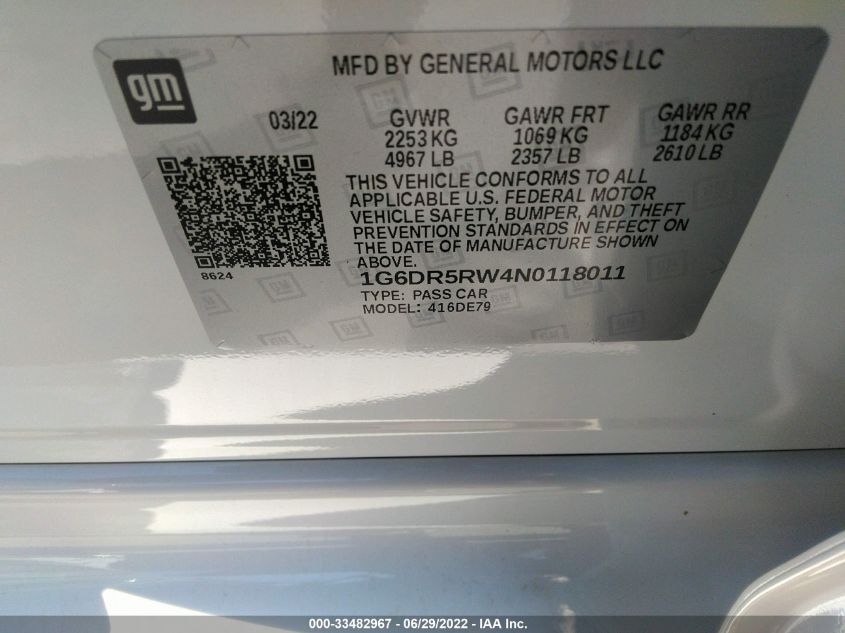 MFD BY GENERAL MOTORS LLC
gm
03/22 GVWR GAWR FRT GAWR RR
2253 KG 1069 KG 1184 KG
4967 LB 2357 LB 2610 LB
THIS VEHICLE CONFORMS TO ALL
APPLICABLE U.S. FEDERAL MOTOR
VEHICLE SAFETY, BUMPER, AND THEFT
PREVENTION STANDARDS IN EFFECT ON
THE DATE OF MANUFACTURE SHOWN
ABOVE.
8624
1G6DR5RW4N0118011
TYPE: PASS CAR
MODEL: 416DE79
000-33482967 - 06/29/2022 - IAA Inc.